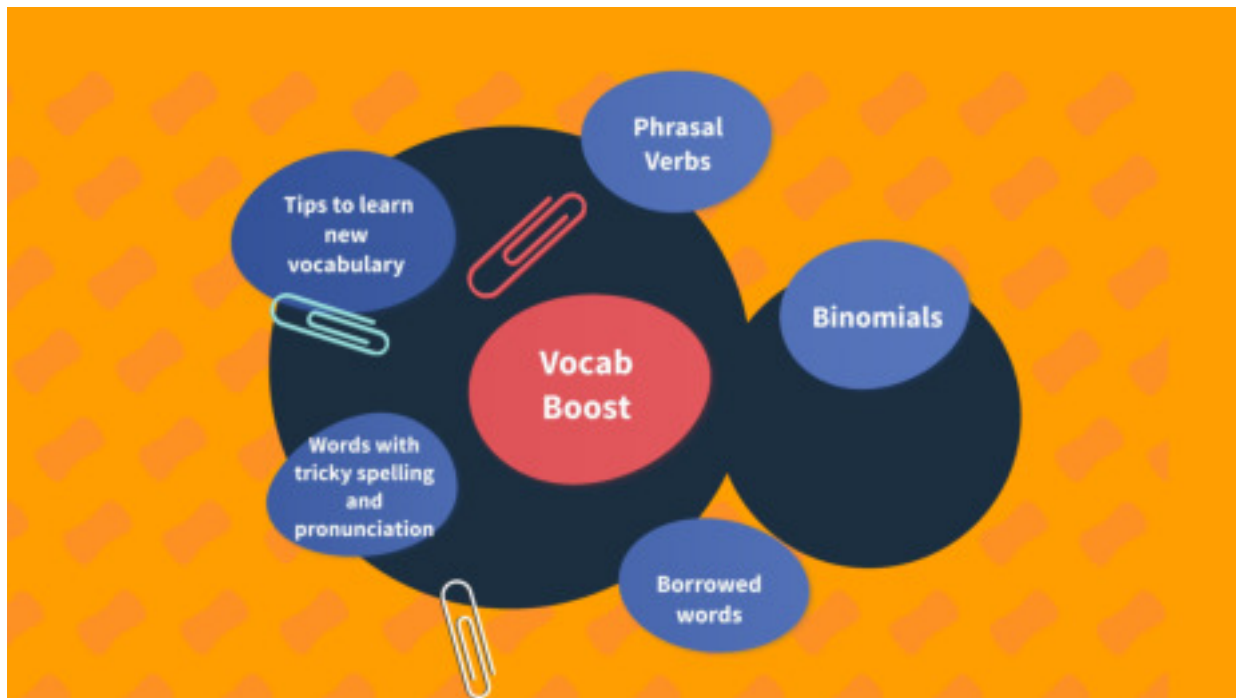 Phrasal
Verbs
Tips to learn
new
vocabulary
Binomials
Vocab
Boost
Words with
tricky spelling
and
pronunciation
Borrowed
words